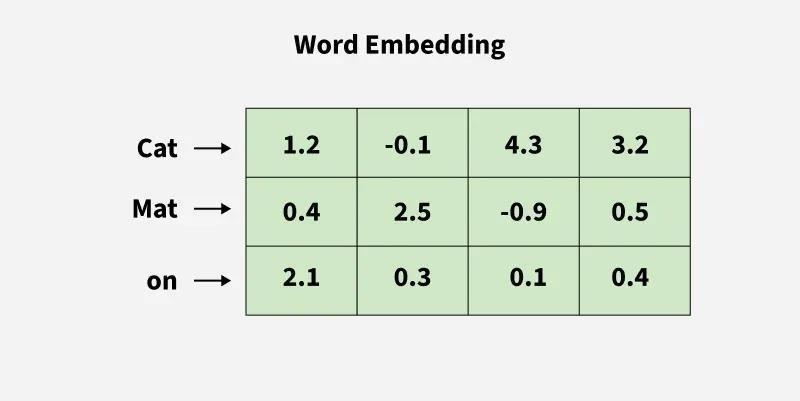 Word Embedding
Cat → 1.2 -0.1 4.3 3.2
Mat → 0.4 2.5 -0.9 0.5
on → 2.1 0.3 0.1 0.4